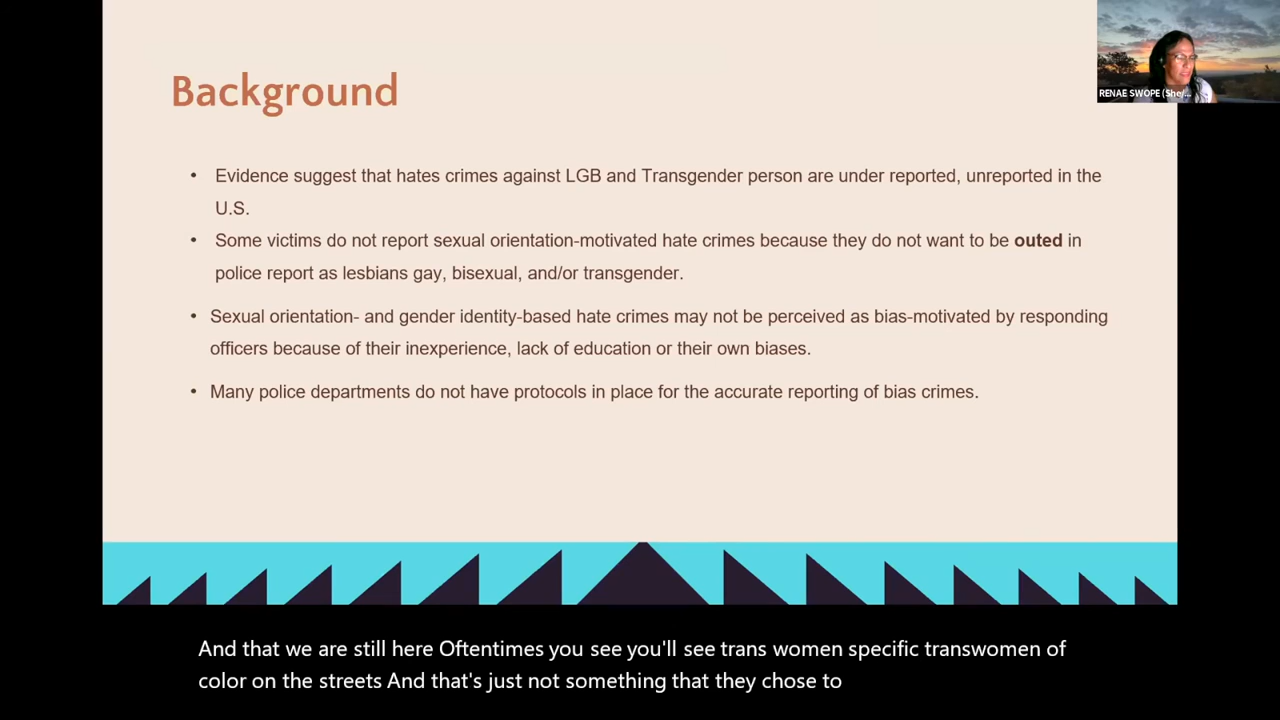 Background
• Evidence suggest that hates crimes against LGB and Transgender person are under reported, unreported in the
U.S.
• Some victims do not report sexual orientation-motivated hate crimes because they do not want to be outed in
police report as lesbians gay, bisexual, and/or transgender.
• Sexual orientation- and gender identity-based hate crimes may not be perceived as bias-motivated by responding
officers because of their inexperience, lack of education or their own biases.
• Many police departments do not have protocols in place for the accurate reporting of bias crimes.
RENAE SWOPE (She/...
And that we are still here Oftentimes you see you'll see trans women specific transwomen of
color on the streets And that's just not something that they chose to